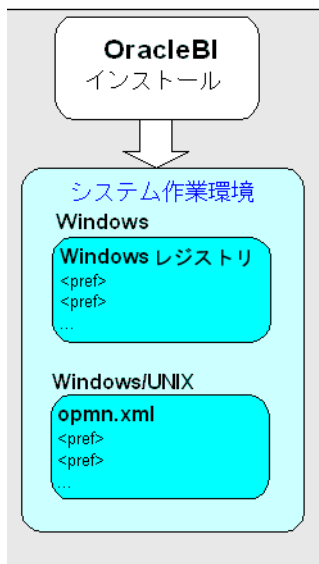 OracleBI
インストール
システム作業環境
Windows
Windows レジストリ
<pref>
<pref>
...
Windows/UNIX
opmn.xml
<pref>
<pref>
...